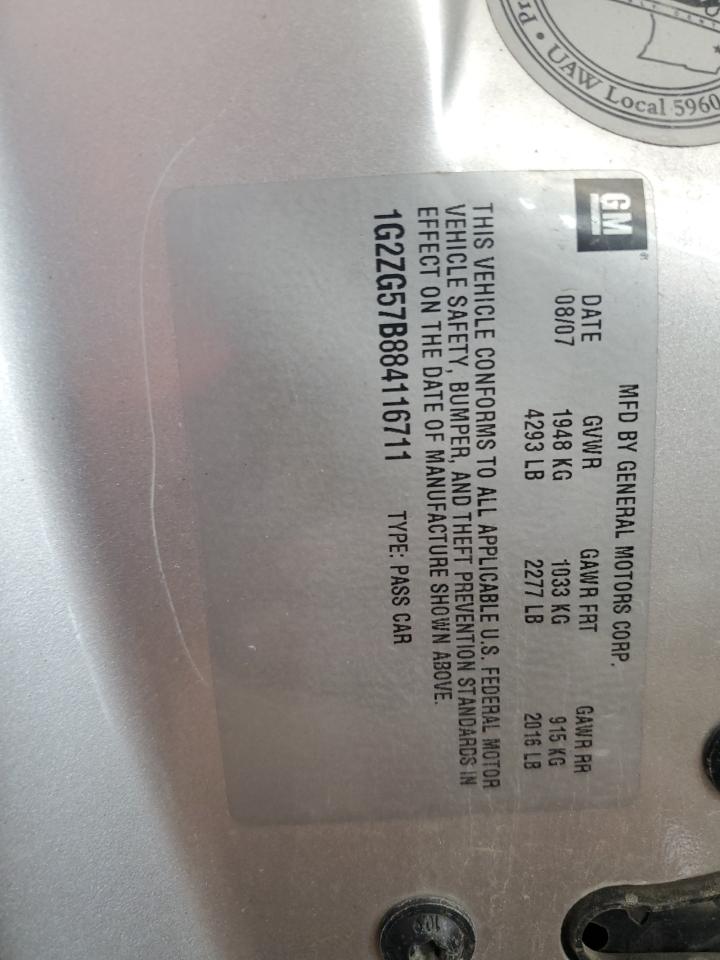 UAW Local 5960
GM
MFD BY GENERAL MOTORS CORP.
DATE GVWR GAWR FRT GAWR RR
08/07 1948 KG 1033 KG 915 KG
4293 LB 2277 LB 2016 LB
THIS VEHICLE CONFORMS TO ALL APPLICABLE U.S. FEDERAL MOTOR
VEHICLE SAFETY, BUMPER, AND THEFT PREVENTION STANDARDS IN
EFFECT ON THE DATE OF MANUFACTURE SHOWN ABOVE.
1G2ZG57B884116711 TYPE: PASS CAR